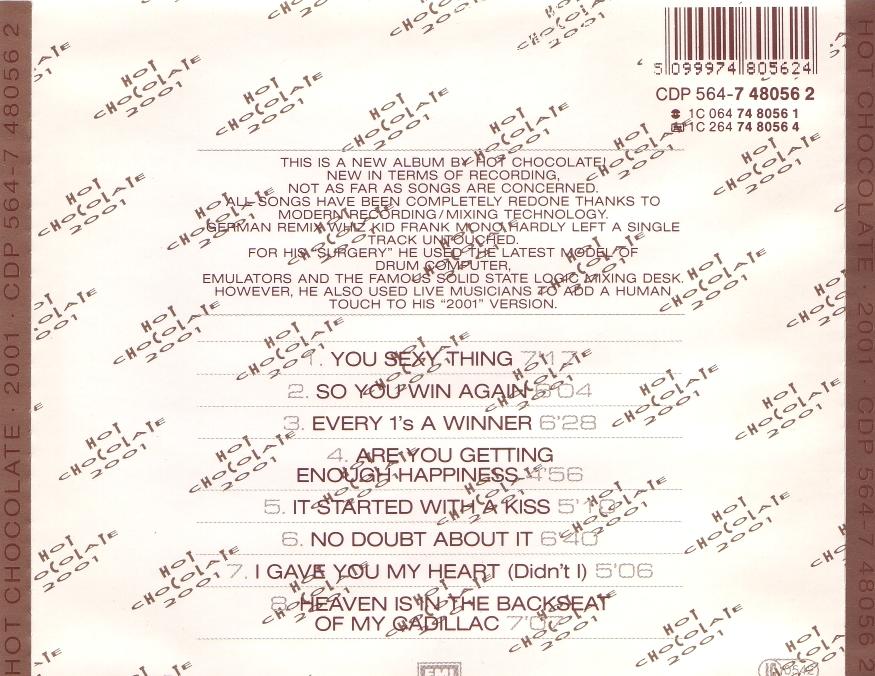 5 099974 805624
CDP 564-7 48056 2
1C 064 74 8056 1
1C 264 74 8056 4
HOT CHOCOLATE · 2001 · CDP 564-7 48056 2
HOT CHOCOLATE · 2001 · CDP 564-7 48056 2
HOT
CHOCOLATE
2001
THIS IS A NEW ALBUM BY HOT CHOCOLATE!
NEW IN TERMS OF RECORDING,
NOT AS FAR AS SONGS ARE CONCERNED.
ALL SONGS HAVE BEEN COMPLETELY REDONE THANKS TO
MODERN RECORDING/MIXING TECHNOLOGY.
GERMAN REMIX WHIZ KID FRANK MONO HARDLY LEFT A SINGLE
TRACK UNTOUCHED.
FOR HIS “SURGERY” HE USED THE LATEST MODEL OF
DRUM COMPUTER,
EMULATORS AND THE FAMOUS SOLID STATE LOGIC MIXING DESK.
HOWEVER, HE ALSO USED LIVE MUSICIANS TO ADD A HUMAN
TOUCH TO HIS “2001” VERSION.
1. YOU SEXY THING 7'17
2. SO YOU WIN AGAIN 6'04
3. EVERY 1's A WINNER 6'28
4. ARE YOU GETTING
ENOUGH HAPPINESS 4'56
5. IT STARTED WITH A KISS
6. NO DOUBT ABOUT IT 6'40
7. I GAVE YOU MY HEART (Didn't I) 5'06
8. HEAVEN IS IN THE BACKSEAT
OF MY CADILLAC 7'07
EMI